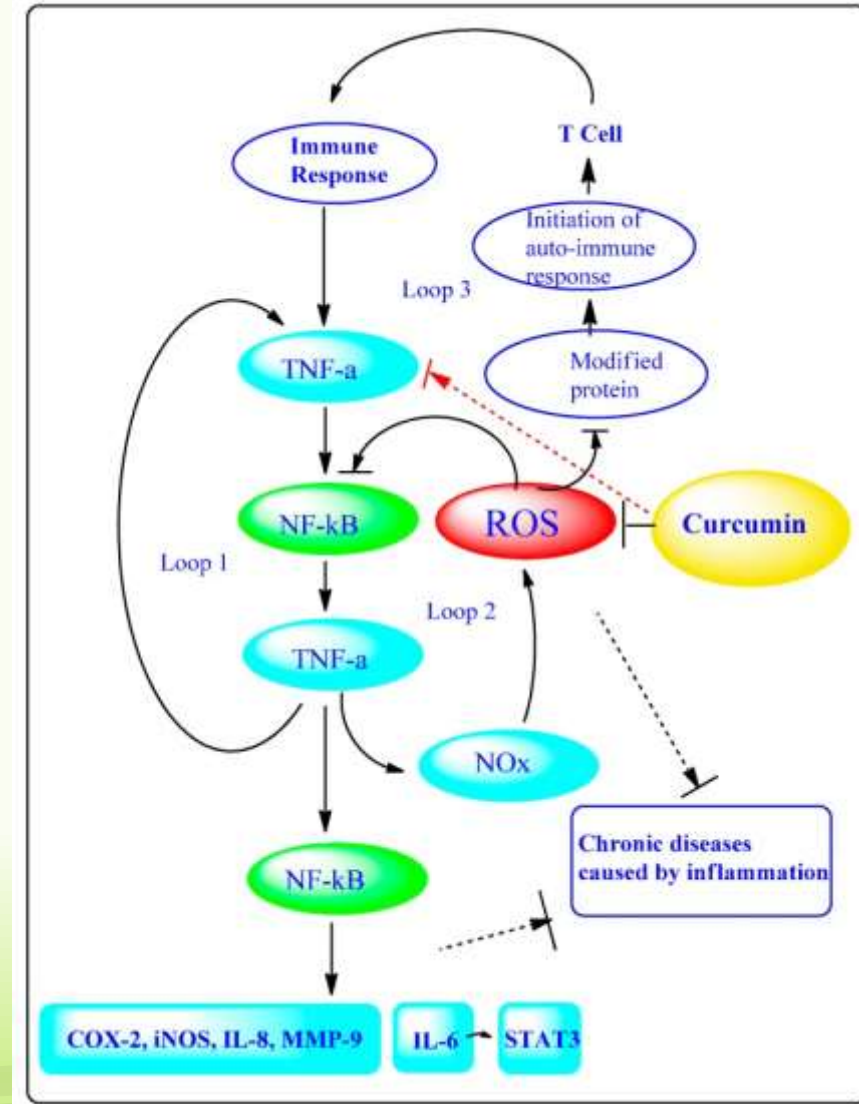 T Cell
Immune
Response
Initiation of
auto-immune
response
Loop 3
TNF-a
Modified
protein
NF-kB
ROS
Curcumin
Loop 1
Loop 2
TNF-a
NOx
Chronic diseases
caused by inflammation
NF-kB
COX-2, iNOS, IL-8, MMP-9
IL-6
STAT3